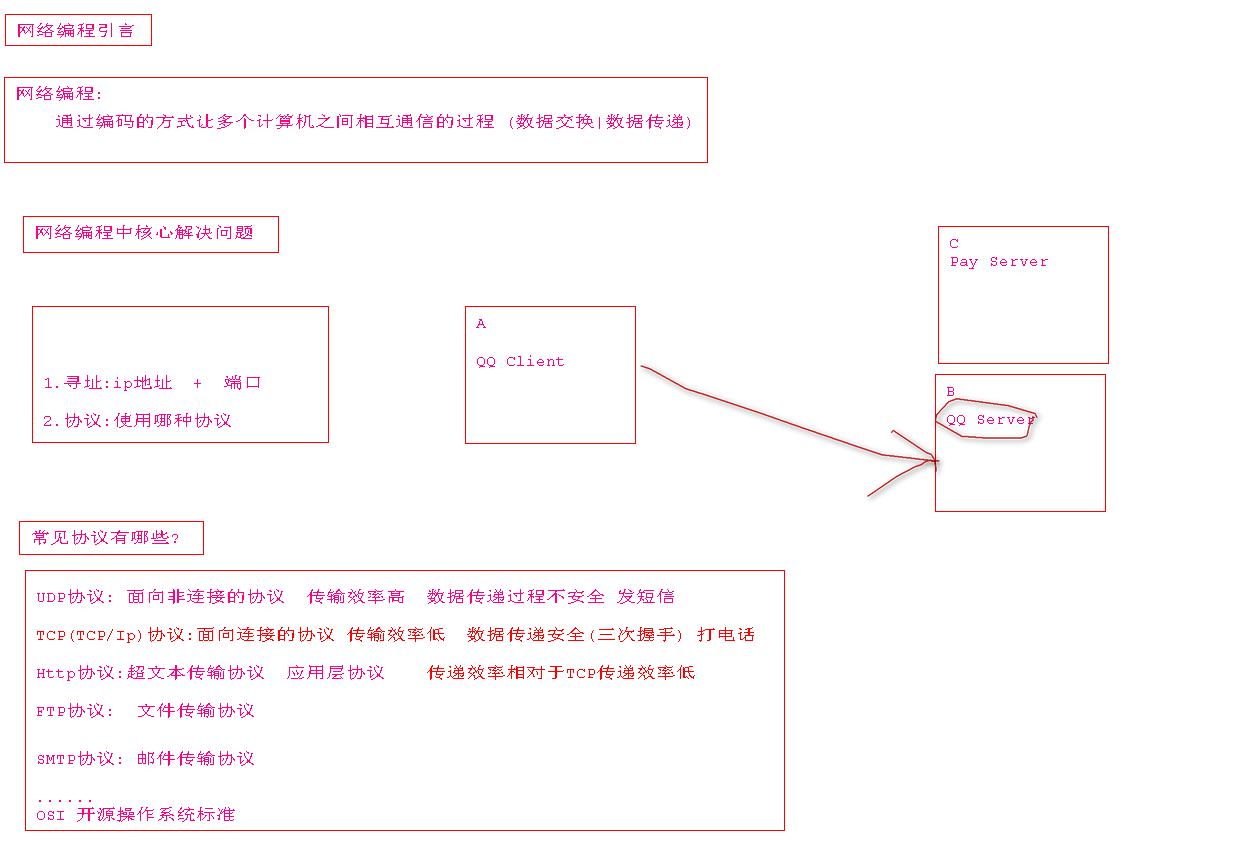 网络编程引言
网络编程:
通过编码的方式让多个计算机之间相互通信的过程 (数据交换|数据传递)
网络编程中核心解决问题
1.寻址:ip地址 + 端口
2.协议:使用哪种协议
A
QQ Client
C
Pay Server
B
QQ Server
常见协议有哪些?
UDP协议: 面向非连接的协议 传输效率高 数据传递过程不安全 发短信
TCP(TCP/Ip)协议:面向连接的协议 传输效率低 数据传递安全(三次握手) 打电话
Http协议:超文本传输协议 应用层协议 传递效率相对于TCP传递效率低
FTP协议: 文件传输协议
SMTP协议: 邮件传输协议
......
OSI 开源操作系统标准